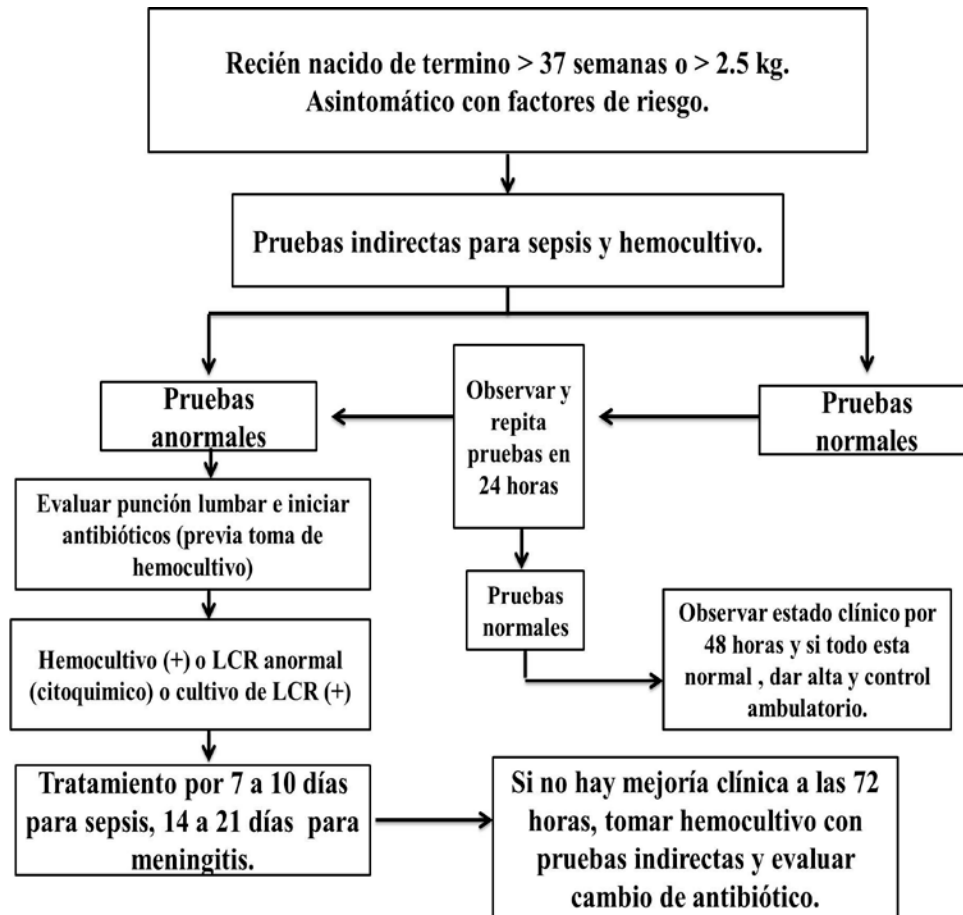 Recién nacido de termino > 37 semanas o > 2.5 kg.
Asintomático con factores de riesgo.
Pruebas indirectas para sepsis y hemocultivo.
Pruebas
anormales
Observar y
repita
pruebas en
24 horas
Pruebas
normales
Evaluar punción lumbar e iniciar
antibióticos (previa toma de
hemocultivo)
Pruebas
normales
Observar estado clínico por
48 horas y si todo esta
normal , dar alta y control
ambulatorio.
Hemocultivo (+) o LCR anormal
(citoquimico) o cultivo de LCR (+)
Tratamiento por 7 a 10 días
para sepsis, 14 a 21 días para
meningitis.
Si no hay mejoría clínica a las 72
horas, tomar hemocultivo con
pruebas indirectas y evaluar
cambio de antibiótico.